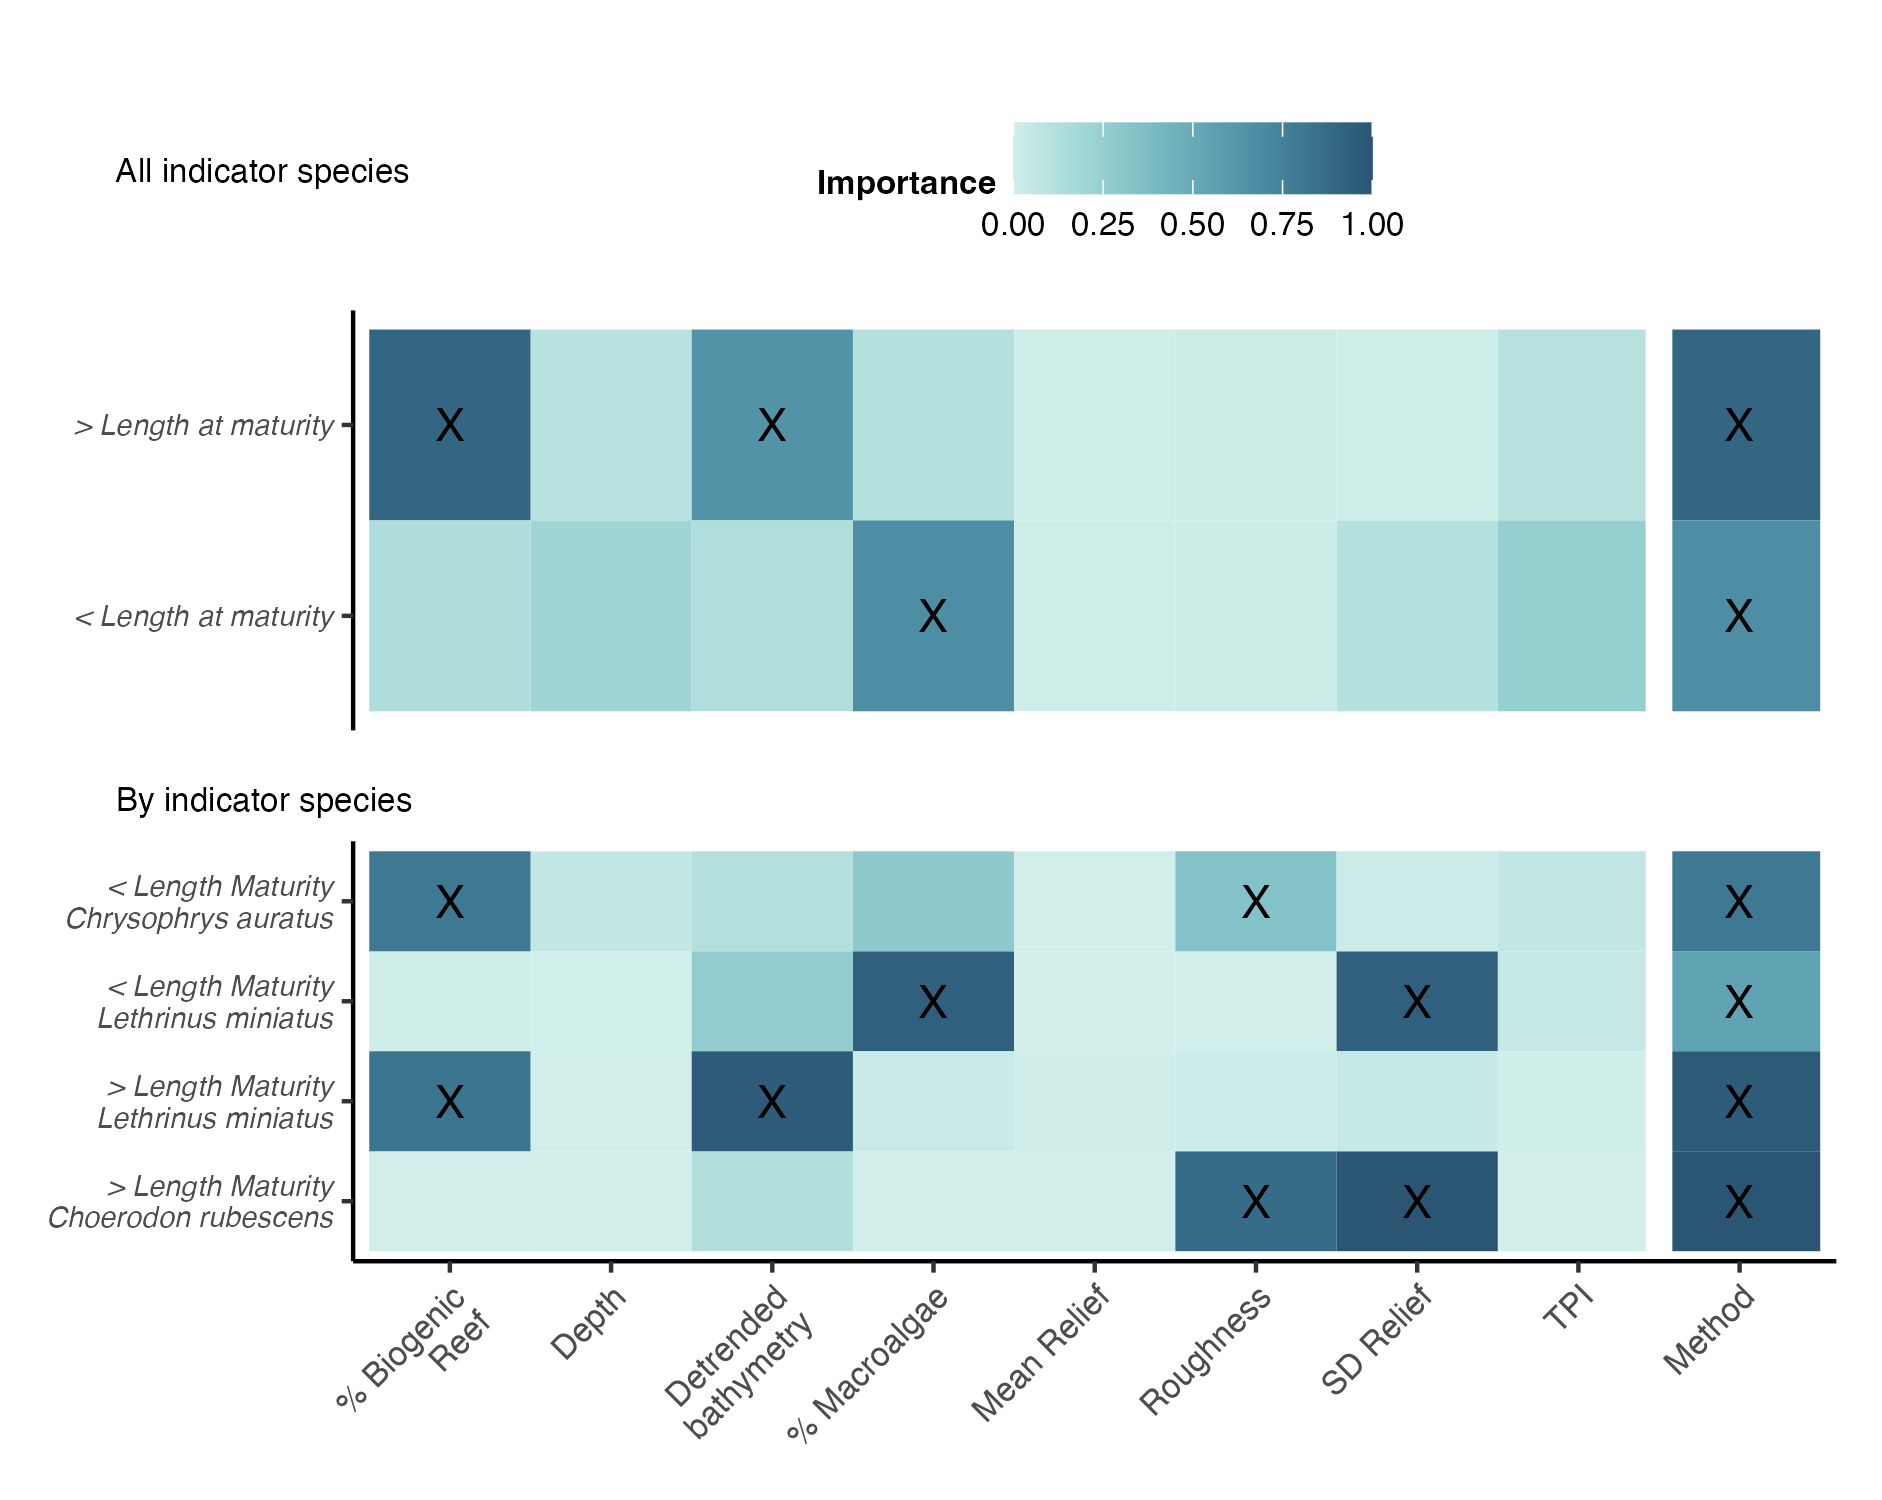 All indicator species
Importance
0.00 0.25 0.50 0.75 1.00
> Length at maturity
X X X
< Length at maturity
X X
By indicator species
< Length Maturity
Chrysophrys auratus
X X X
< Length Maturity
Lethrinus miniatus
X X X
> Length Maturity
Lethrinus miniatus
X X X
> Length Maturity
Choerodon rubescens
X X X
% Biogenic
Reef
Depth
Detrended
bathymetry
% Macroalgae
Mean Relief
Roughness
SD Relief
TPI
Method